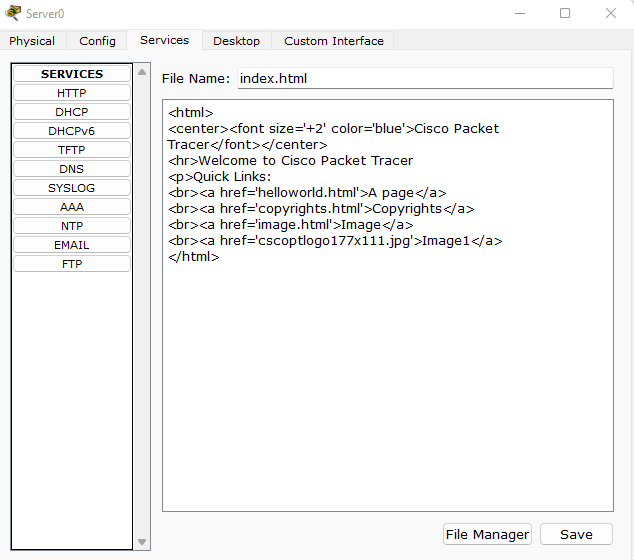 Server0
Physical Config Services Desktop Custom Interface
SERVICES
HTTP
DHCP
DHCPv6
TFTP
DNS
SYSLOG
AAA
NTP
EMAIL
FTP
File Name: index.html
<html>
<center><font size='+2' color='blue'>Cisco Packet
Tracer</font></center>
<hr>Welcome to Cisco Packet Tracer
<p>Quick Links:
<br><a href='helloworld.html'>A page</a>
<br><a href='copyrights.html'>Copyrights</a>
<br><a href='image.html'>Image</a>
<br><a href='cscoptlogo177x111.jpg'>Image1</a>
</html>
File Manager Save